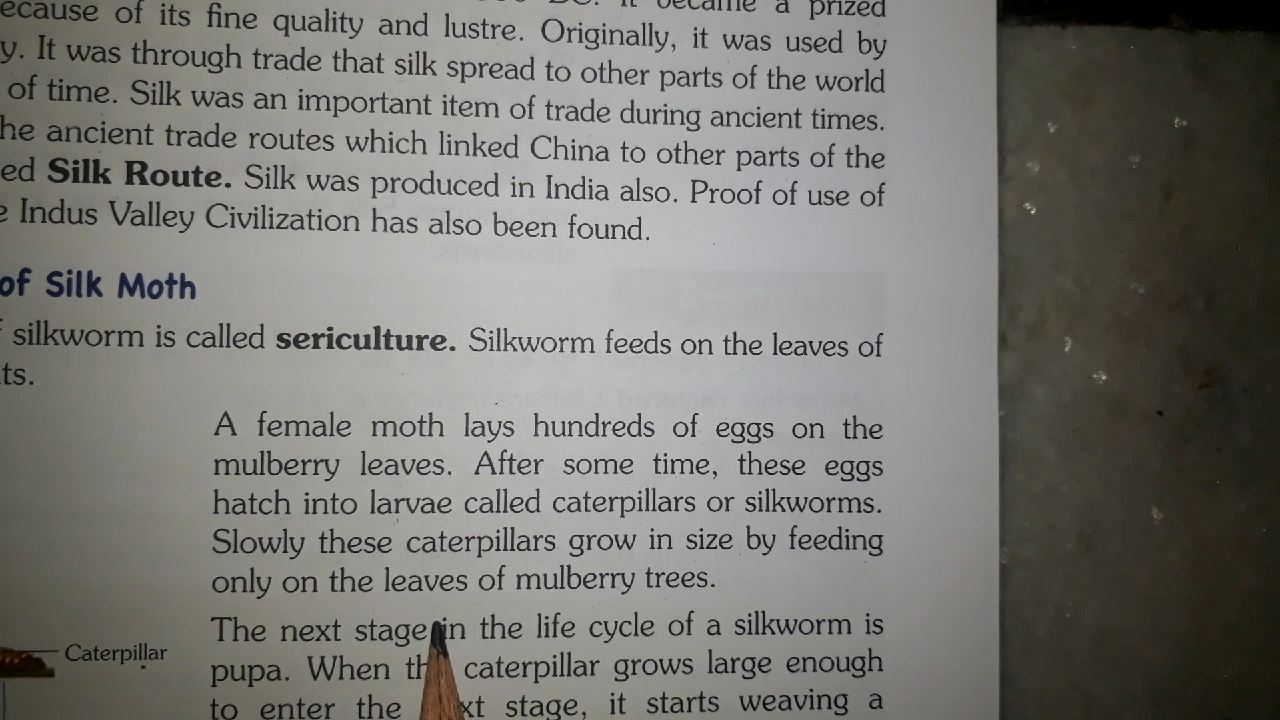 became a prized
ecause of its fine quality and lustre. Originally, it was used by
y. It was through trade that silk spread to other parts of the world
of time. Silk was an important item of trade during ancient times.
he ancient trade routes which linked China to other parts of the
ed Silk Route. Silk was produced in India also. Proof of use of
e Indus Valley Civilization has also been found.
of Silk Moth
silkworm is called sericulture. Silkworm feeds on the leaves of
ts.
A female moth lays hundreds of eggs on the
mulberry leaves. After some time, these eggs
hatch into larvae called caterpillars or silkworms.
Slowly these caterpillars grow in size by feeding
only on the leaves of mulberry trees.
The next stage in the life cycle of a silkworm is
Caterpillar
pupa. When th caterpillar grows large enough
to enter the xt stage, it starts weaving a